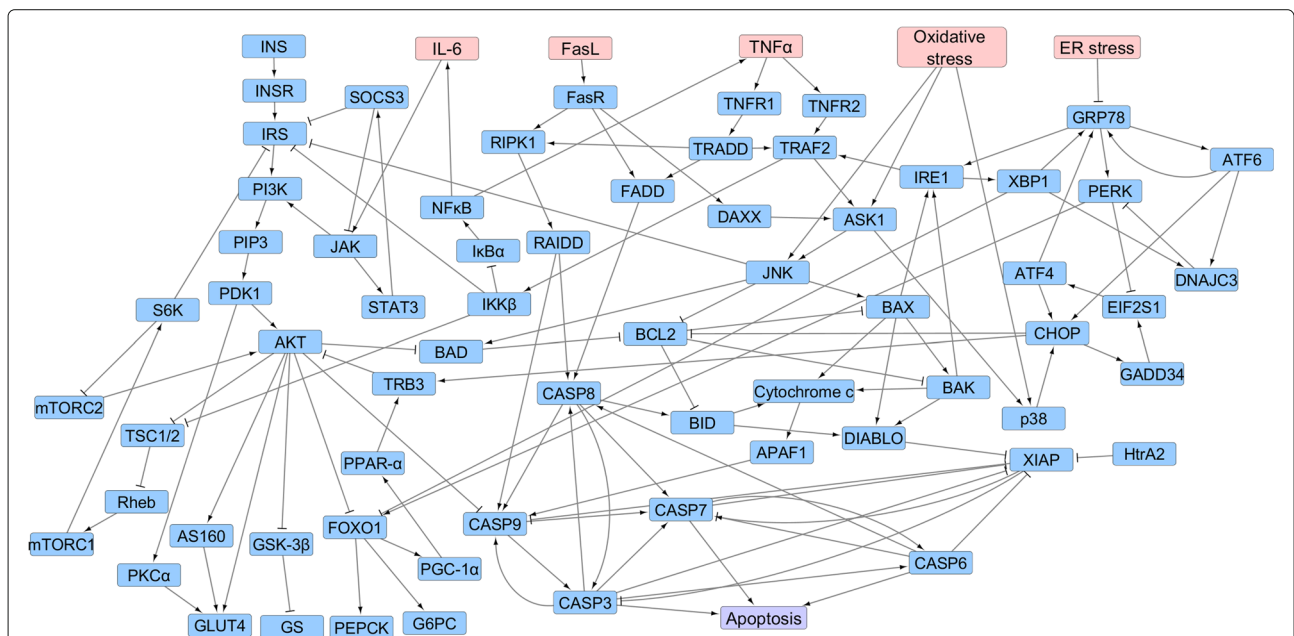 INS
IL-6
FasL
TNFα
Oxidative
stress
ER stress
INSR
SOCS3
FasR
TNFR1
TNFR2
GRP78
IRS
RIPK1
TRADD
TRAF2
ATF6
PI3K
NFκB
FADD
IRE1
XBP1
PERK
PIP3
JAK
IκBα
RAIDD
DAXX
ASK1
PDK1
STAT3
IKKβ
JNK
ATF4
DNAJC3
S6K
BAX
EIF2S1
AKT
BAD
BCL2
CHOP
mTORC2
TRB3
CASP8
Cytochrome c
BAK
GADD34
TSC1/2
BID
DIABLO
p38
PPAR-α
APAF1
XIAP
HtrA2
Rheb
mTORC1
AS160
GSK-3β
FOXO1
CASP9
CASP7
PKCα
PGC-1α
CASP6
CASP3
GLUT4
GS
PEPCK
G6PC
Apoptosis